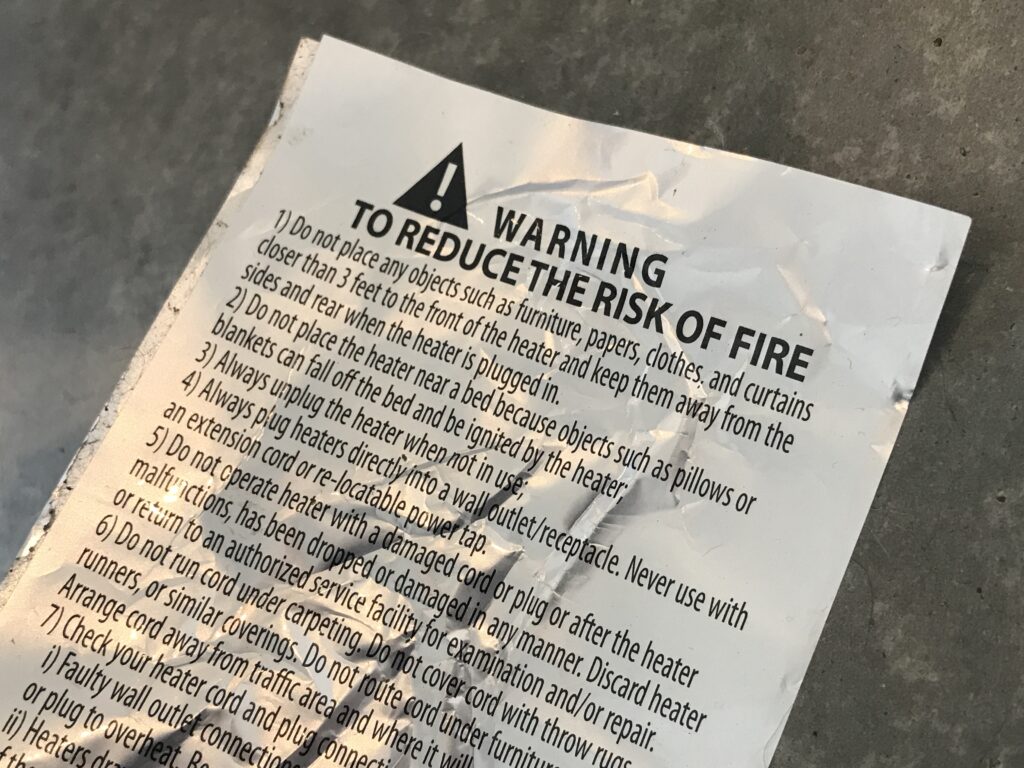 WARNING
TO REDUCE THE RISK OF FIRE
1) Do not place any objects such as furniture, papers, clothes, and curtains
closer than 3 feet to the front of the heater and keep them away from the
sides and rear when the heater is plugged in.
2) Do not place the heater near a bed because objects such as pillows or
blankets can fall off the bed and be ignited by the heater;
3) Always unplug the heater when not in use;
4) Always plug heaters directly into a wall outlet/receptacle. Never use with
an extension cord or re-locatable power tap.
5) Do not operate heater with a damaged cord or plug or after the heater
malfunctions, has been dropped or damaged in any manner. Discard heater
or return to an authorized service facility for examination and/or repair.
6) Do not run cord under carpeting. Do not cover cord with throw rugs,
runners, or similar coverings. Do not route cord under furniture
Arrange cord away from traffic area and where it will
7) Check your heater cord and plug connecti
i) Faulty wall outlet connections
or plug to overheat. Be
ii) Heaters dra